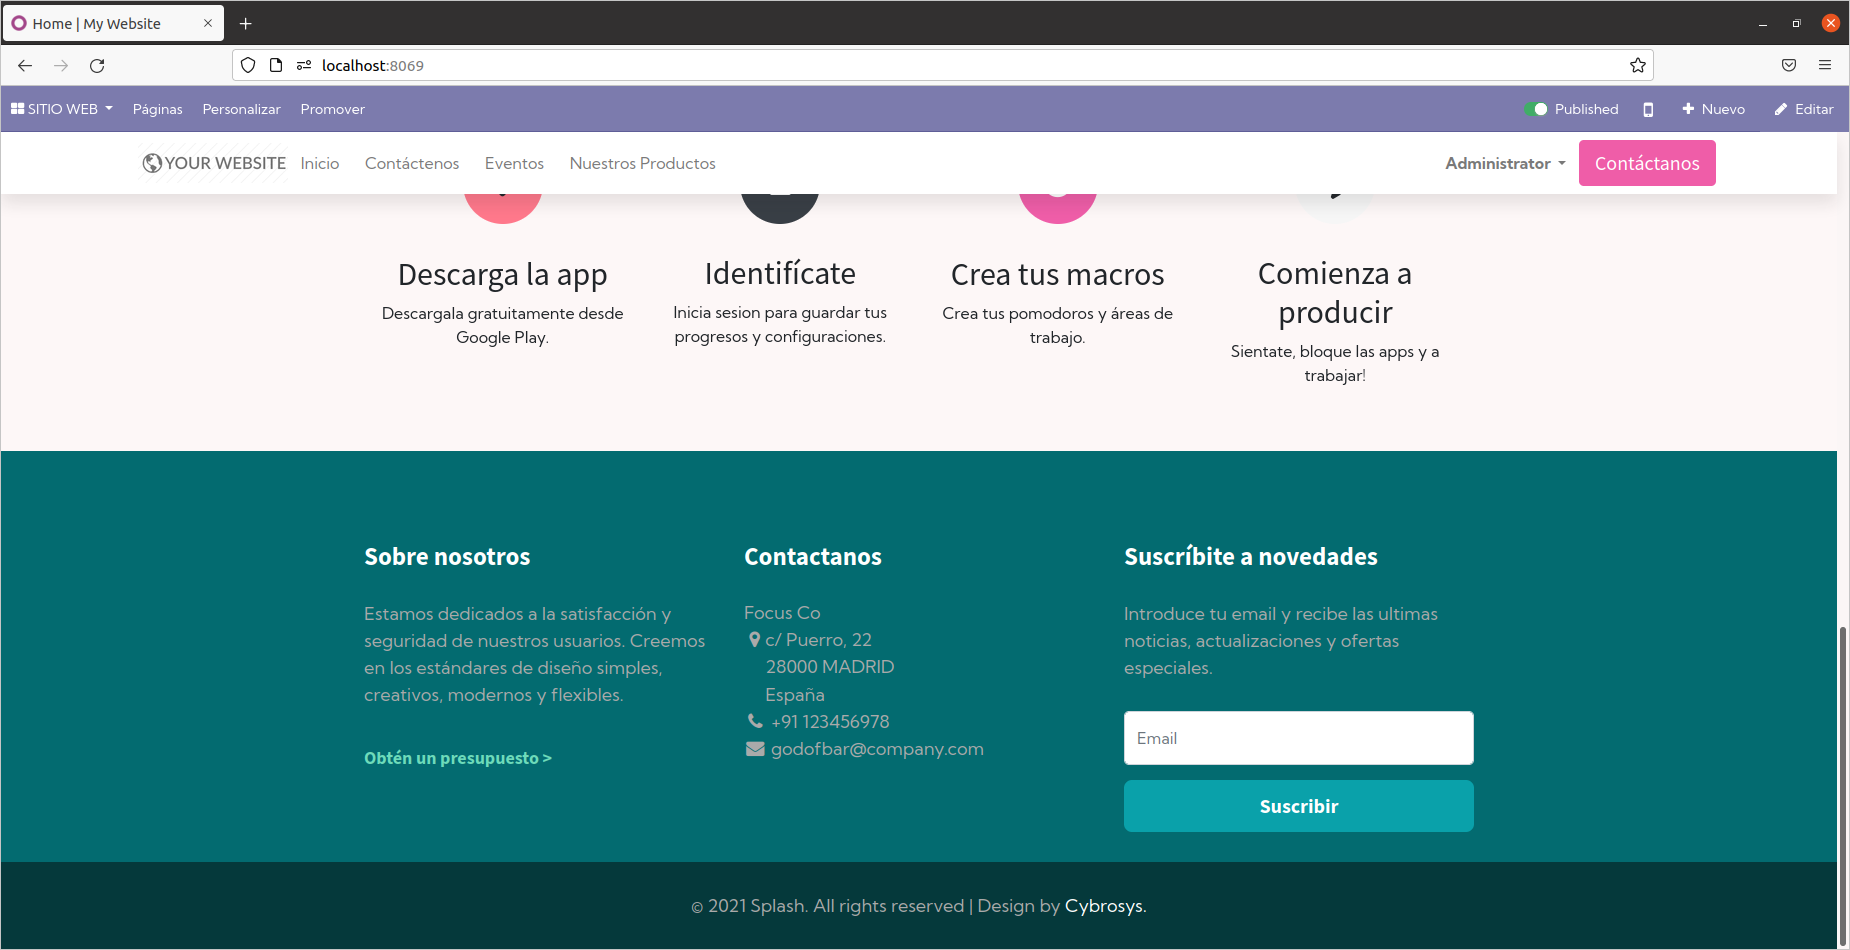 Home | My Website
localhost:8069
SITIO WEB Páginas Personalizar Promover Published Nuevo Editar
YOUR WEBSITE Inicio Contáctenos Eventos Nuestros Productos Administrator Contáctanos
Descarga la app
Descargala gratuitamente desde
Google Play.
Identifícate
Inicia sesion para guardar tus
progresos y configuraciones.
Crea tus macros
Crea tus pomodoros y áreas de
trabajo.
Comienza a
producir
Sientate, bloque las apps y a
trabajar!
Sobre nosotros
Estamos dedicados a la satisfacción y
seguridad de nuestros usuarios. Creemos
en los estándares de diseño simples,
creativos, modernos y flexibles.
Obtén un presupuesto >
Contactanos
Focus Co
c/ Puerro, 22
28000 MADRID
España
+91 123456978
godofbar@company.com
Suscríbite a novedades
Introduce tu email y recibe las ultimas
noticias, actualizaciones y ofertas
especiales.
Email
Suscribir
© 2021 Splash. All rights reserved | Design by Cybrosys.